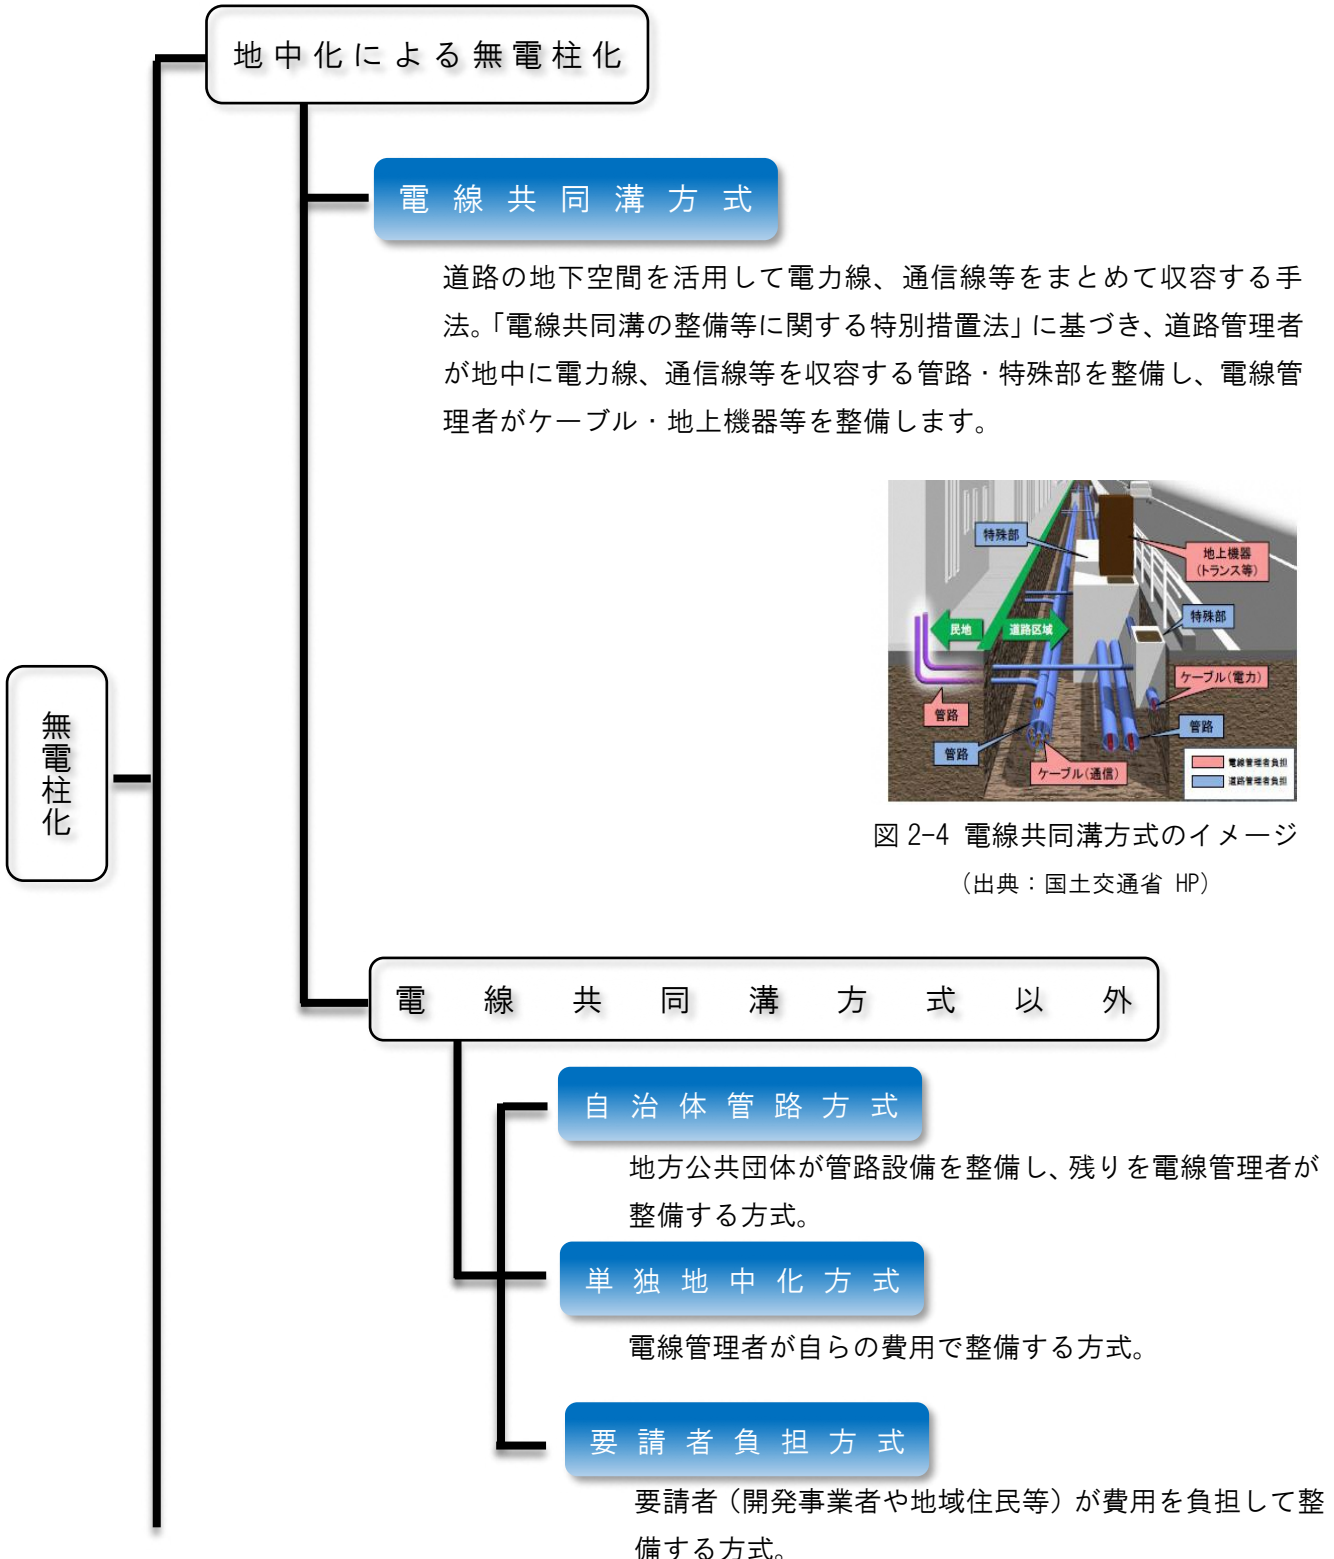 地中化による無電柱化
電線共同溝方式
道路の地下空間を活用して電力線、通信線等をまとめて収容する手
法。「電線共同溝の整備等に関する特別措置法」に基づき、道路管理者
が地中に電力線、通信線等を収容する管路・特殊部を整備し、電線管
理者がケーブル・地上機器等を整備します。
特殊部
地上機器
(トランス等)
特殊部
民地
道路区域
ケーブル(電力)
管路
管路
管路
ケーブル(通信)
電線管理者負担
道路管理者負担
図2-4 電線共同溝方式のイメージ
（出典：国土交通省 HP）
無電柱化
電線共同溝方式以外
自治体管路方式
地方公共団体が管路設備を整備し、残りを電線管理者が
整備する方式。
単独地中化方式
電線管理者が自らの費用で整備する方式。
要請者負担方式
要請者（開発事業者や地域住民等）が費用を負担して整
備する方式。